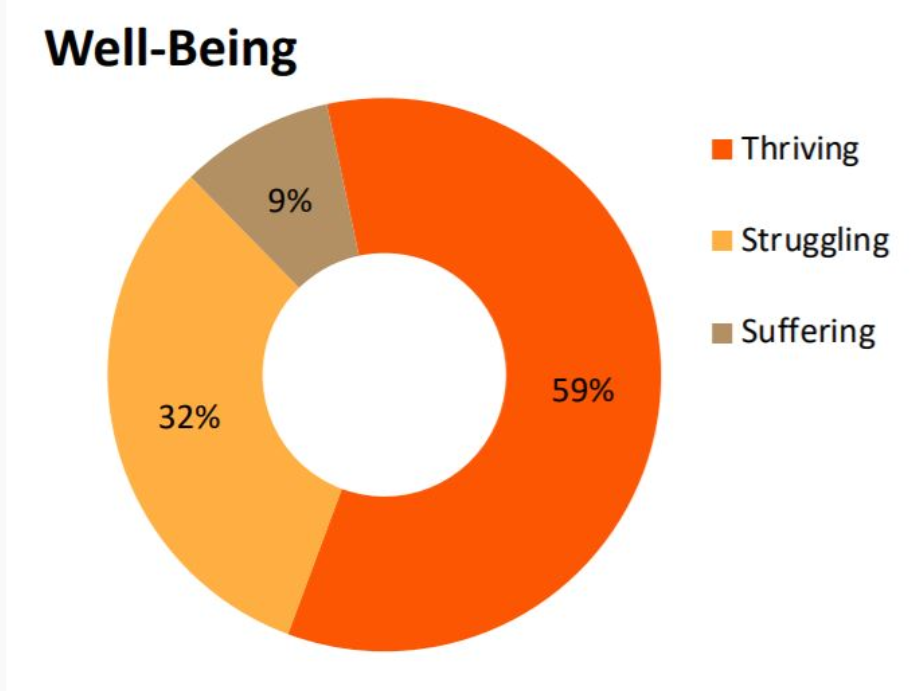 Well-Being
Thriving
9%
Struggling
Suffering
59%
32%